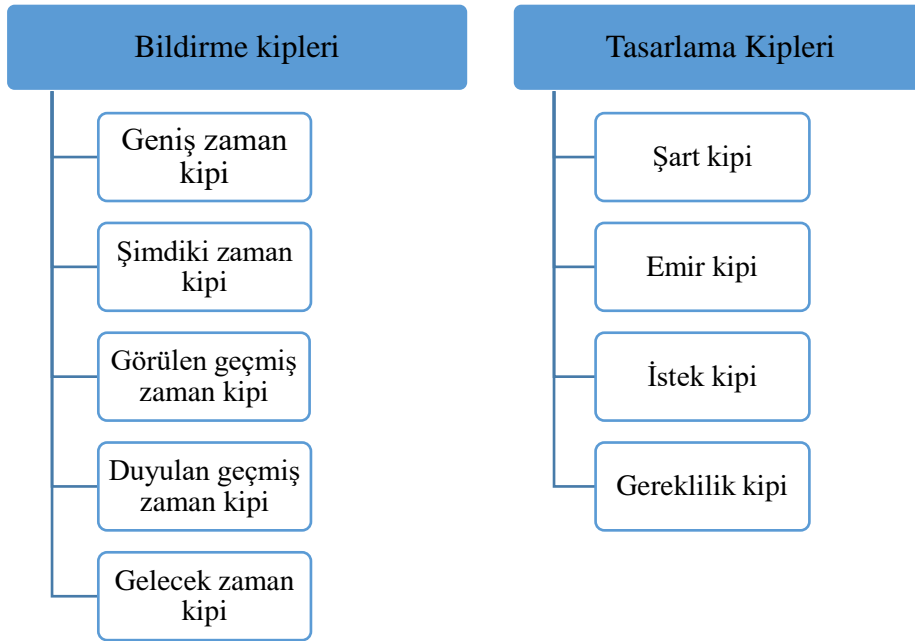 Bildirme kipleri
Geniş zaman
kipi
Şimdiki zaman
kipi
Görülen geçmiş
zaman kipi
Duyulan geçmiş
zaman kipi
Gelecek zaman
kipi
Tasarlama Kipleri
Şart kipi
Emir kipi
İstek kipi
Gereklilik kipi